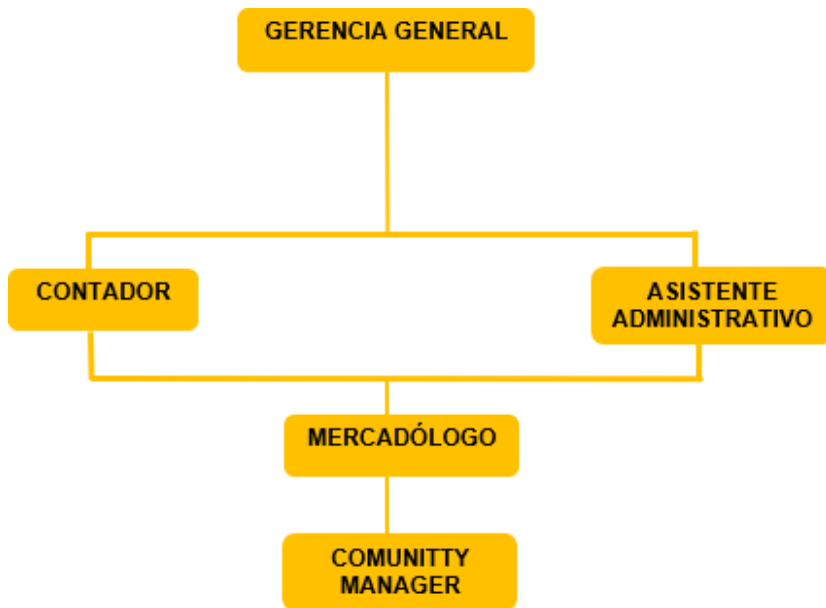 GERENCIA GENERAL
CONTADOR
ASISTENTE
ADMINISTRATIVO
MERCADÓLOGO
COMUNITTY
MANAGER